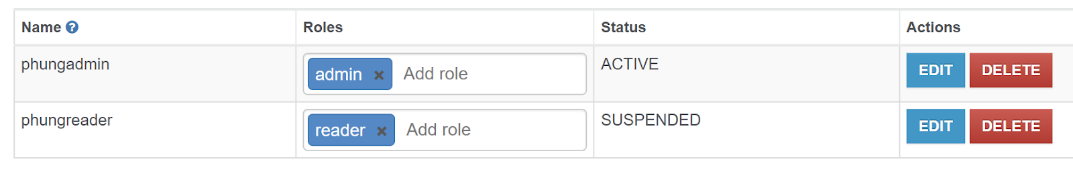 Name Roles Status Actions
phungadmin admin × Add role ACTIVE EDIT DELETE
phungreader reader × Add role SUSPENDED EDIT DELETE